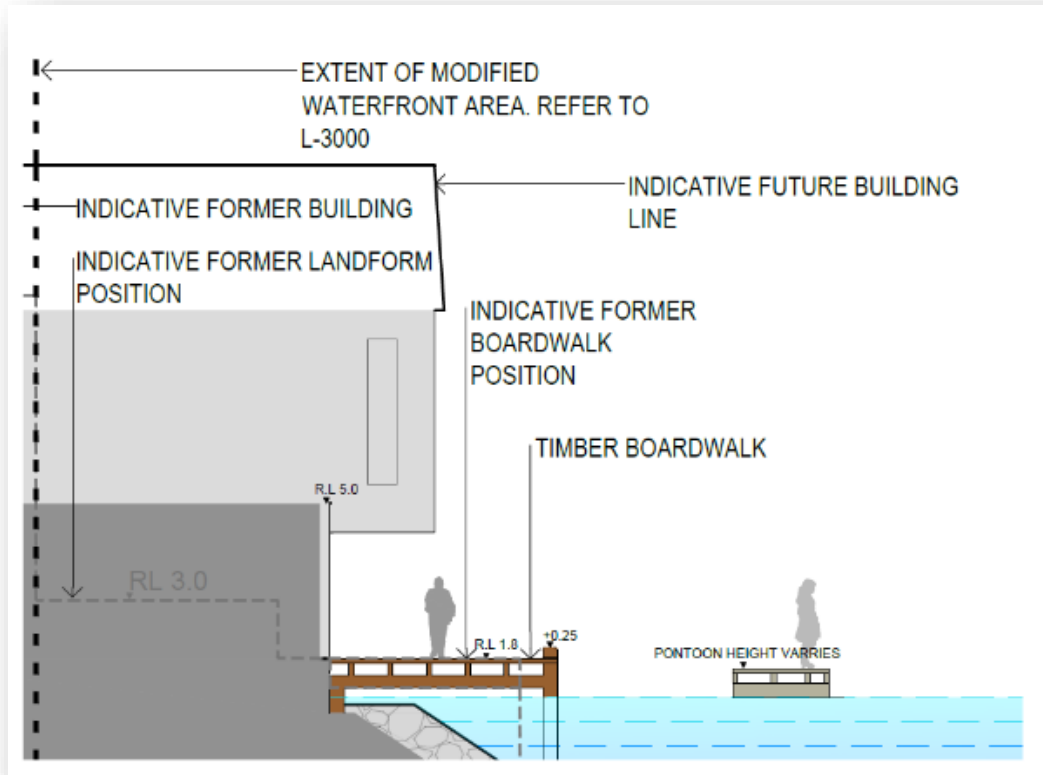 EXTENT OF MODIFIED
WATERFRONT AREA. REFER TO
L-3000
INDICATIVE FUTURE BUILDING
LINE
INDICATIVE FORMER BUILDING
INDICATIVE FORMER LANDFORM
POSITION
INDICATIVE FORMER
BOARDWALK
POSITION
TIMBER BOARDWALK
R.L 5.0
RL 3.0
R.L 1.8
+0.25
PONTOON HEIGHT VARRIES